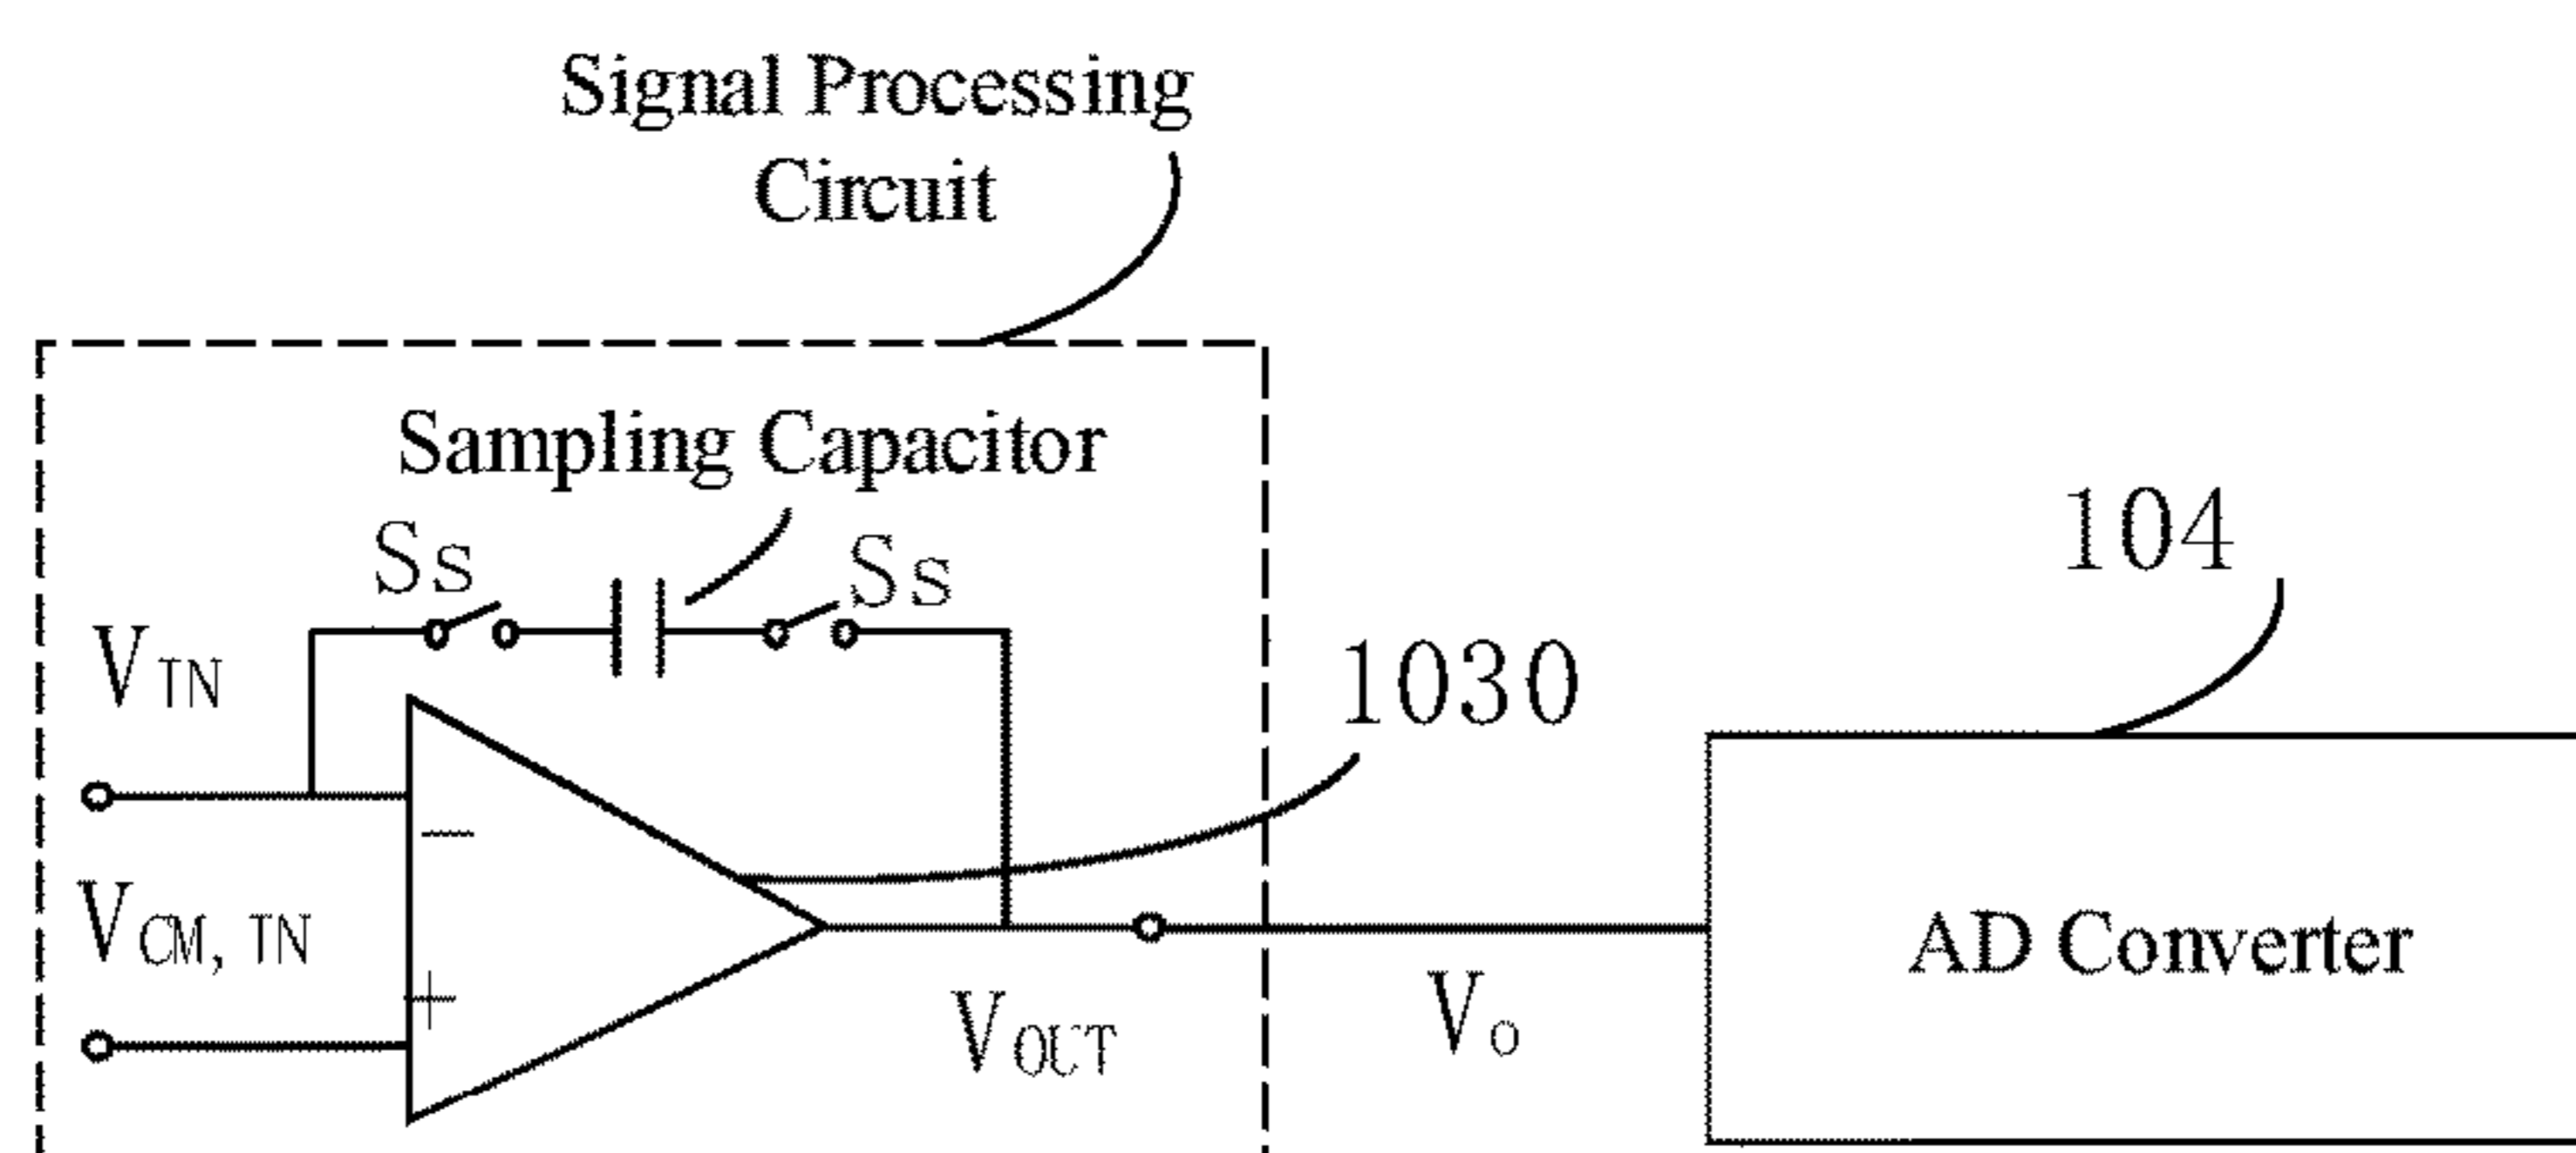 Signal Processing
Circuit
Sampling Capacitor
Ss
Ss
104
VIN
1030
VCM, IN
AD Converter
VOUT
Vo